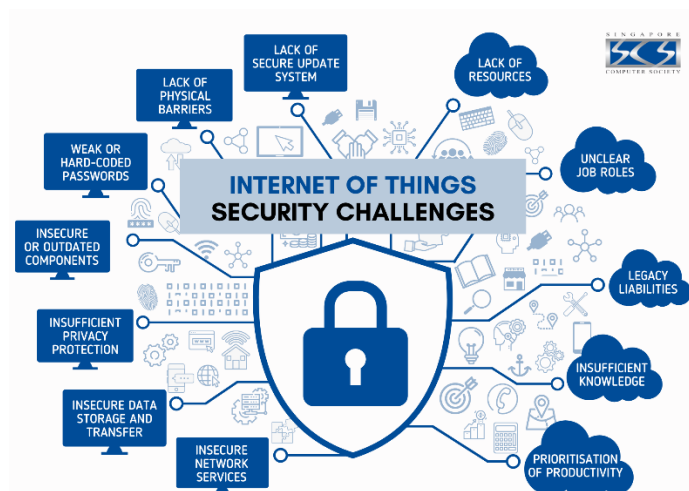 SINGAPORE
SCS
COMPUTER SOCIETY
LACK OF
SECURE UPDATE
SYSTEM
LACK OF
RESOURCES
LACK OF
PHYSICAL
BARRIERS
WEAK OR
HARD-CODED
PASSWORDS
UNCLEAR
JOB ROLES
INTERNET OF THINGS
SECURITY CHALLENGES
INSECURE
OR OUTDATED
COMPONENTS
LEGACY
LIABILITIES
INSUFFICIENT
PRIVACY
PROTECTION
INSUFFICIENT
KNOWLEDGE
INSECURE DATA
STORAGE AND
TRANSFER
INSECURE
NETWORK
SERVICES
PRIORITISATION
OF PRODUCTIVITY